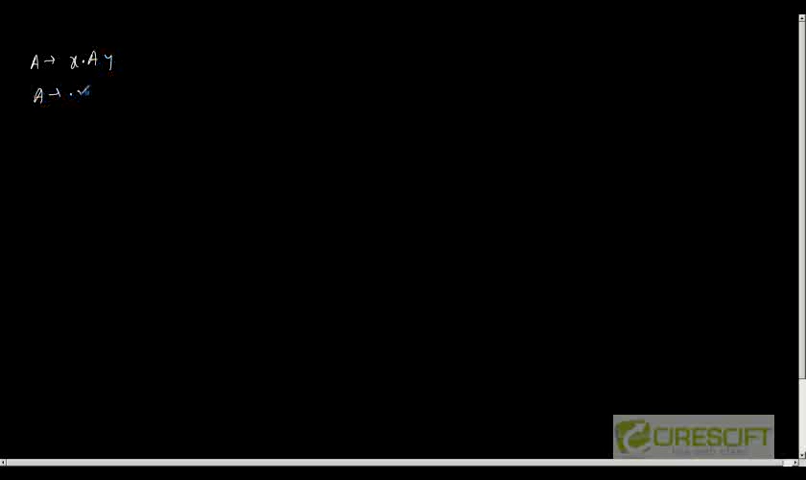 A → x . A y
A → .
CIRESCIFT